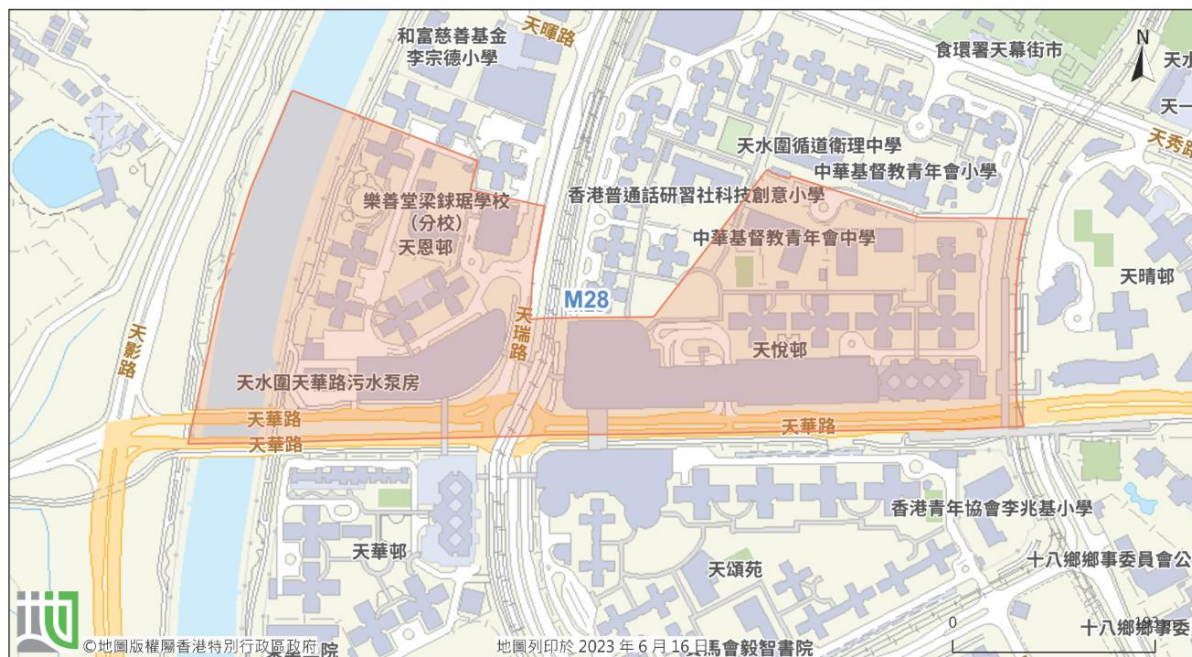 和富慈善基金
李宗德小學
天暉路
食環署天幕街市
N
天水
天一
天秀路
天水圍循道衛理中學
中華基督教青年會小學
香港普通話研習社科技創意小學
樂善堂梁銶琚學校
(分校)
天恩邨
中華基督教青年會中學
天晴邨
M28
天瑞路
天影路
天悅邨
天水圍天華路污水泵房
天華路
天華路
天華路
香港青年協會李兆基小學
天華邨
天頌苑
十八鄉鄉事委員會公
十八鄉鄉事委
©地圖版權屬香港特別行政區政府
地圖列印於 2023 年 6 月 16 日
馬會毅智書院
0